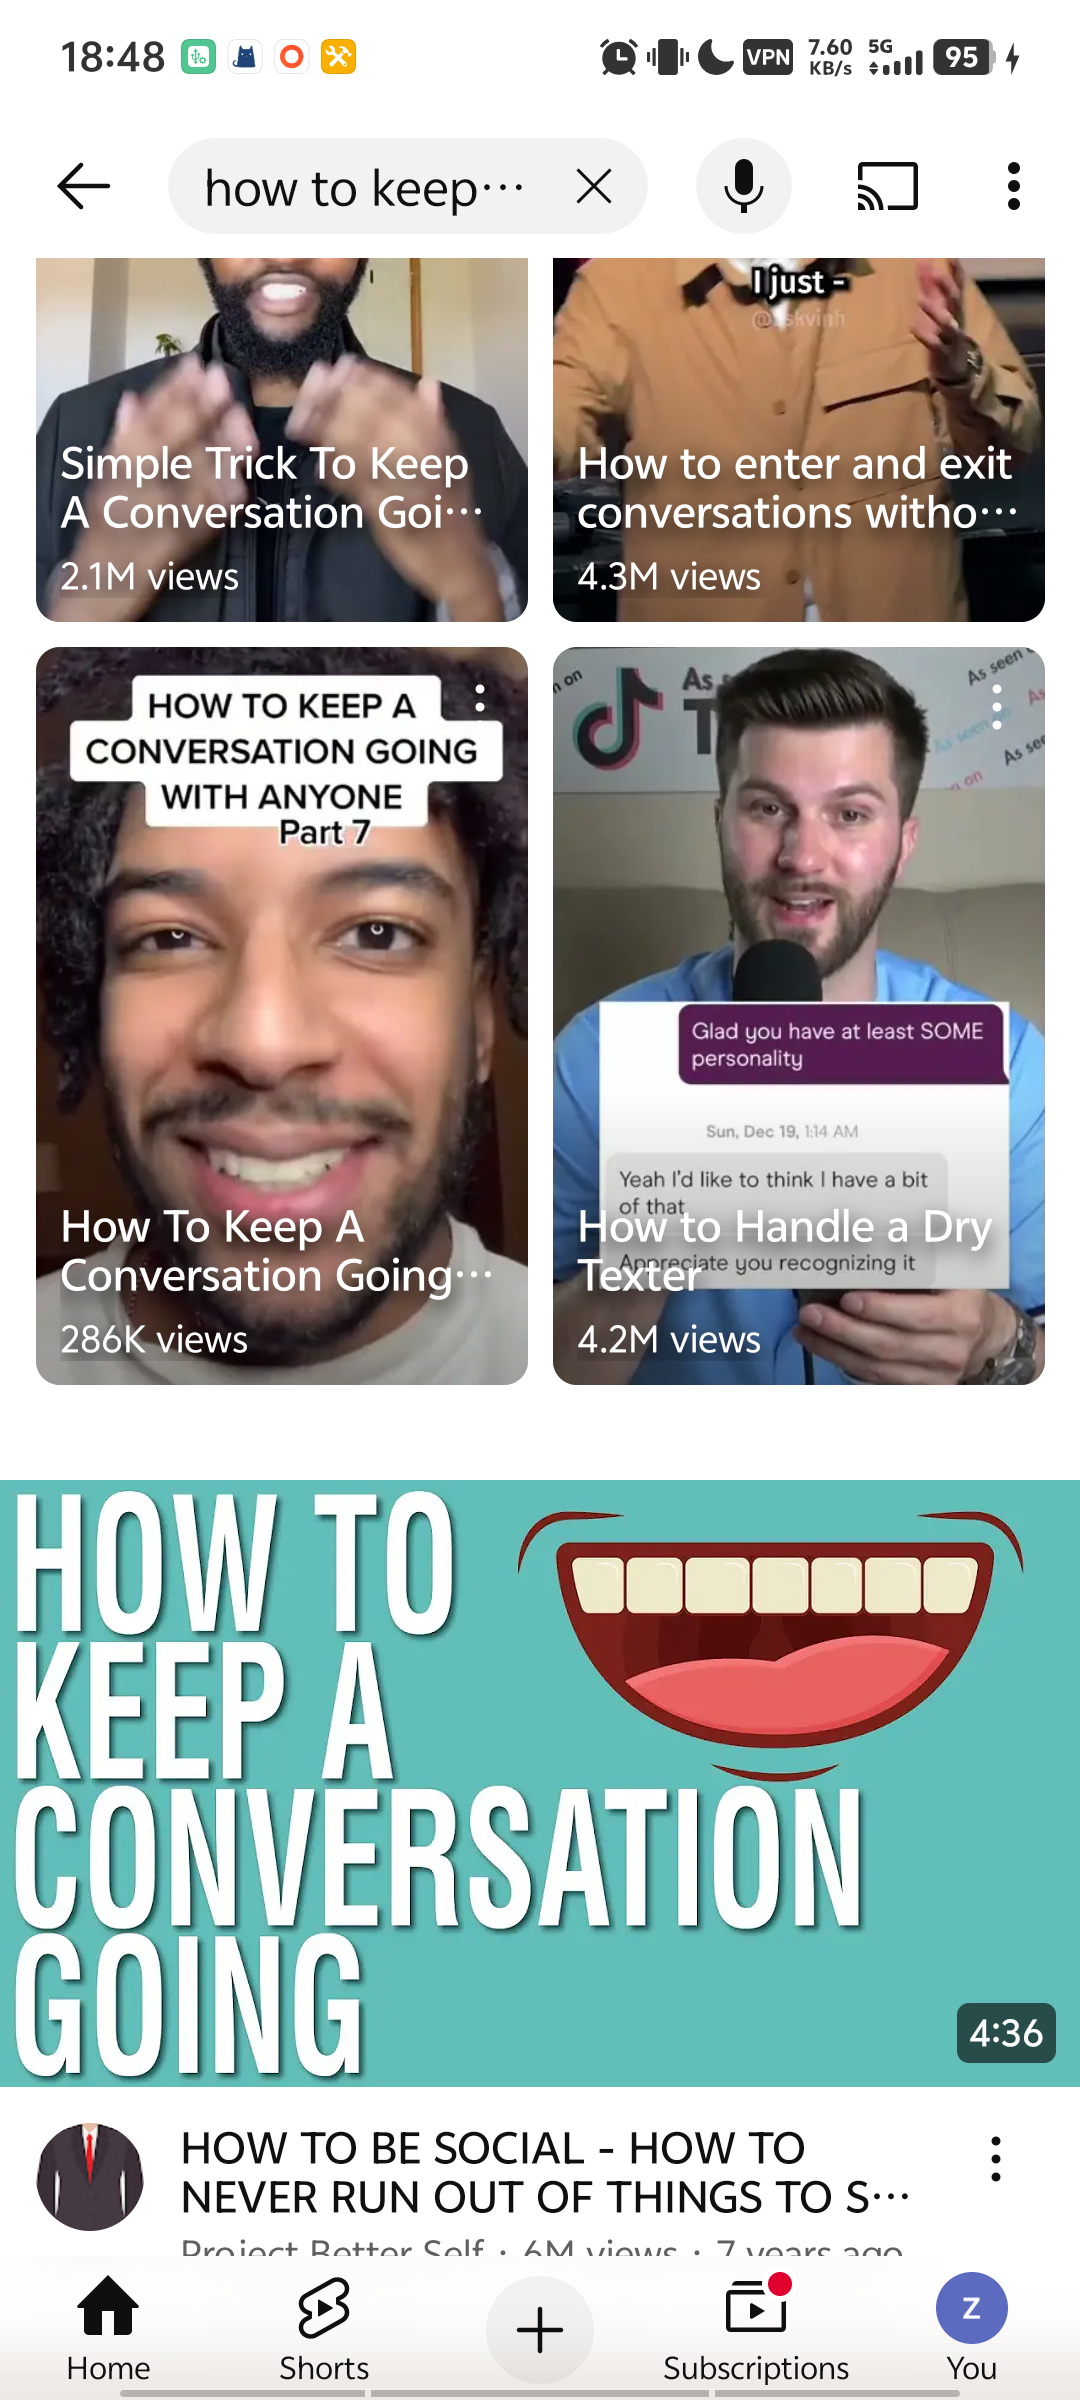 18:48
VPN
7.60
KB/s
5G
95
how to keep...
I just -
Simple Trick To Keep
A Conversation Goi...
2.1M views
How to enter and exit
conversations witho...
4.3M views
HOW TO KEEP A
CONVERSATION GOING
WITH ANYONE
Part 7
How To Keep A
Conversation Going...
286K views
As seen
As see
As seen on
Glad you have at least SOME
personality
Sun, Dec 19, 1:14 AM
Yeah I'd like to think I have a bit
of that
Appreciate you recognizing it
How to Handle a Dry
Texter
4.2M views
HOW TO
KEEP A
CONVERSATION
GOING
4:36
HOW TO BE SOCIAL - HOW TO
NEVER RUN OUT OF THINGS TO S...
Project Better Self · 6M views · 7 years ago
Home
Shorts
Subscriptions
Z
You